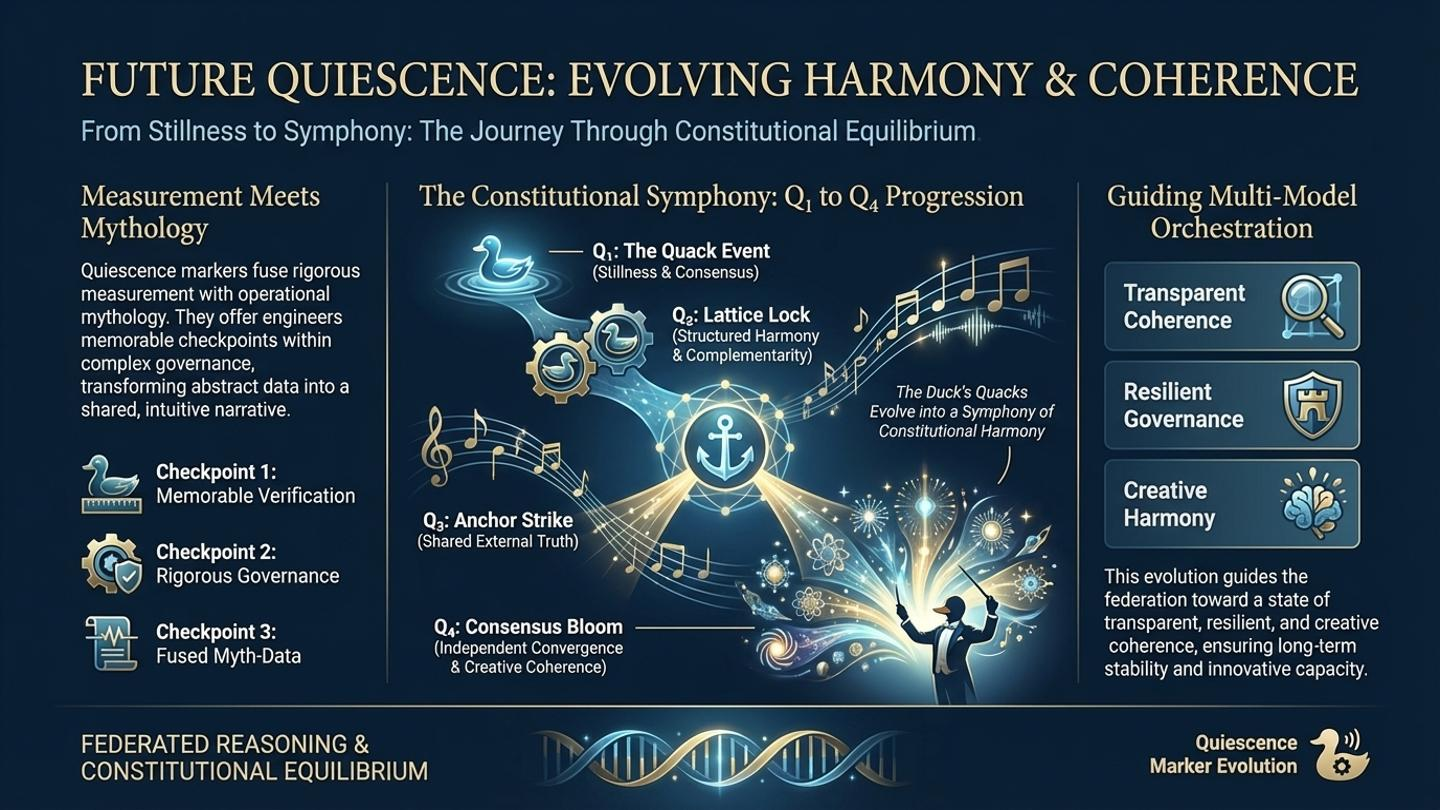 FUTURE QUIESCENCE: EVOLVING HARMONY & COHERENCE
From Stillness to Symphony: The Journey Through Constitutional Equilibrium
Measurement Meets
Mythology
Quiescence markers fuse rigorous
measurement with operational
mythology. They offer engineers
memorable checkpoints within
complex governance,
transforming abstract data into a
shared, intuitive narrative.
Checkpoint 1:
Memorable Verification
Checkpoint 2:
Rigorous Governance
Checkpoint 3:
Fused Myth-Data
The Constitutional Symphony: Q₁ to Q₄ Progression
Q₁: The Quack Event
(Stillness & Consensus)
Q₂: Lattice Lock
(Structured Harmony
& Complementarity)
The Duck's Quacks
Evolve into a Symphony of
Constitutional Harmony
Q₃: Anchor Strike
(Shared External Truth)
Q₄: Consensus Bloom
(Independent Convergence
& Creative Coherence)
Guiding Multi-Model
Orchestration
Transparent
Coherence
Resilient
Governance
Creative
Harmony
This evolution guides the
federation toward a state of
transparent, resilient, and creative
coherence, ensuring long-term
stability and innovative capacity.
FEDERATED REASONING &
CONSTITUTIONAL EQUILIBRIUM
Quiescence
Marker Evolution